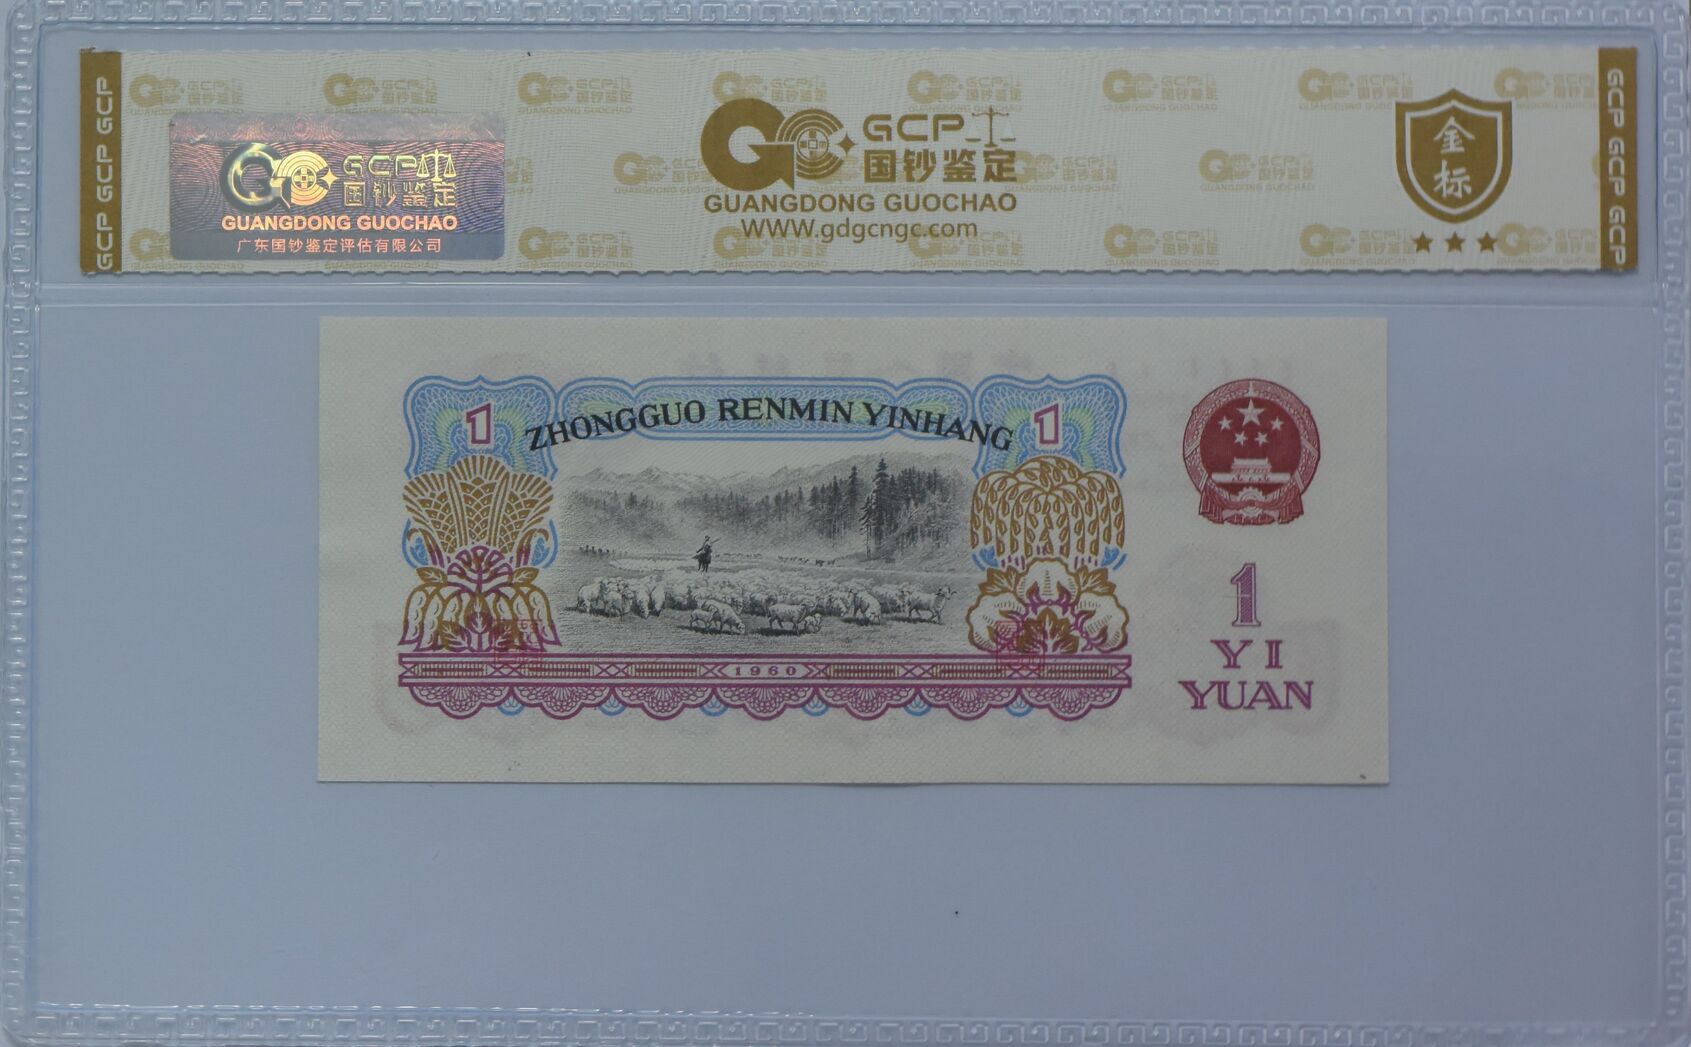 GCP GCP GCP
GCP
国钞鉴定
GUANGDONG GUOCHAO
广东国钞鉴定评估有限公司
GCP
国钞鉴定
GUANGDONG GUOCHAO
www.gdgcngc.com
金标
GCP GCP GCP
ZHONGGUO RENMIN YINHANG
1
1
1960
1
YI
YUAN